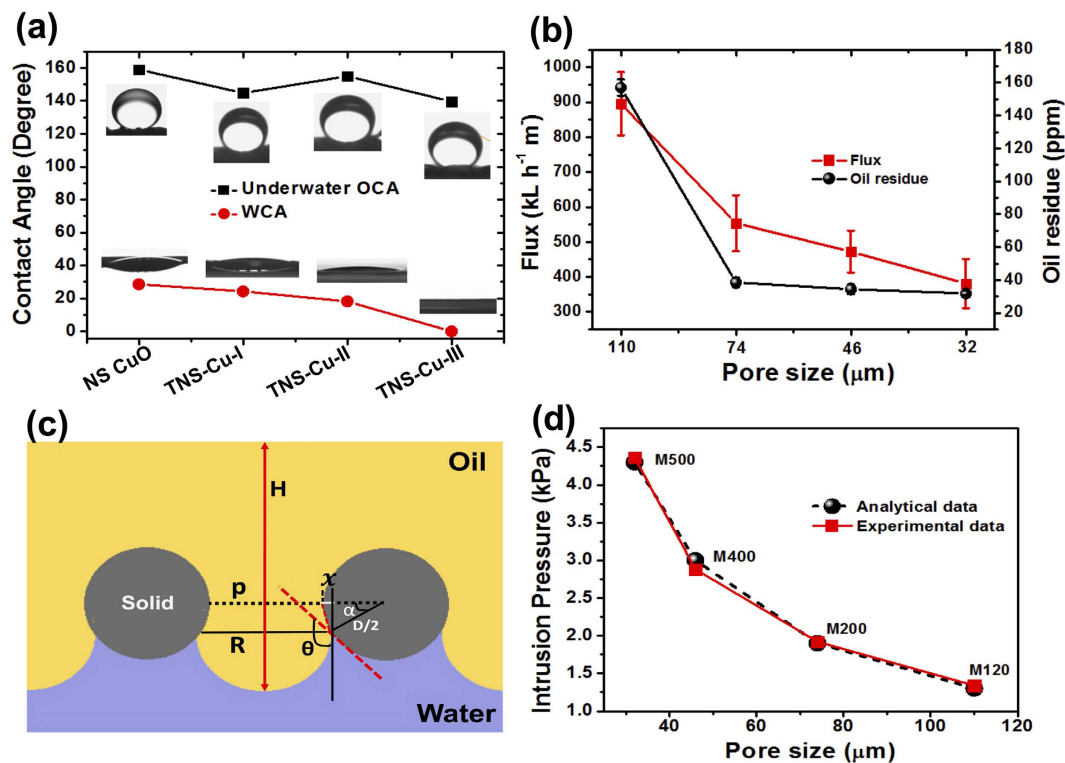 (a)
Contact Angle (Degree)
160
140
120
100
80
60
40
20
0
Underwater OCA
WCA
NS CuO
TNS-Cu-I
TNS-Cu-II
TNS-Cu-III
(b)
Flux (kL h⁻¹ m⁻)
1000
900
800
700
600
500
400
300
Flux
Oil residue
180
160
140
120
100
80
60
40
20
0
Oil residue (ppm)
110
74
46
32
Pore size (μm)
(c)
Oil
H
Solid
p
x
α
D/2
R
θ
Water
(d)
Intrusion Pressure (kPa)
4.5
4.0
3.5
3.0
2.5
2.0
1.5
1.0
M500
Analytical data
Experimental data
M400
M200
M120
40
60
80
100
120
Pore size (μm)